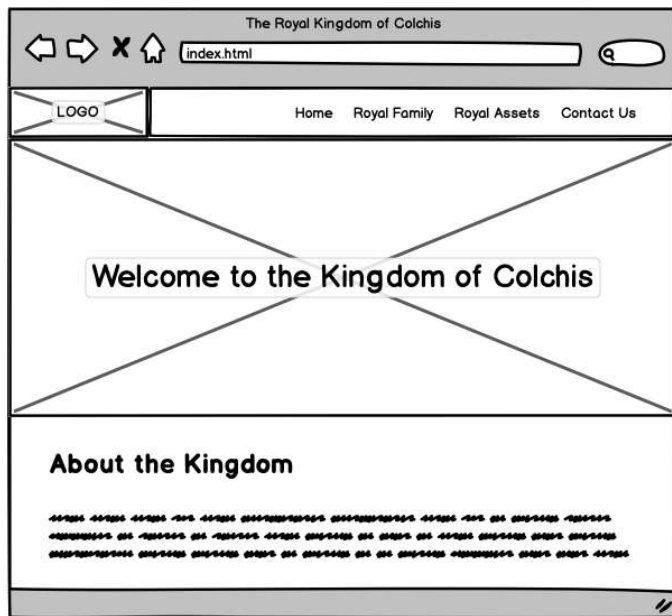 The Royal Kingdom of Colchis
index.html
LOGO
Home Royal Family Royal Assets Contact Us
Welcome to the Kingdom of Colchis
About the Kingdom